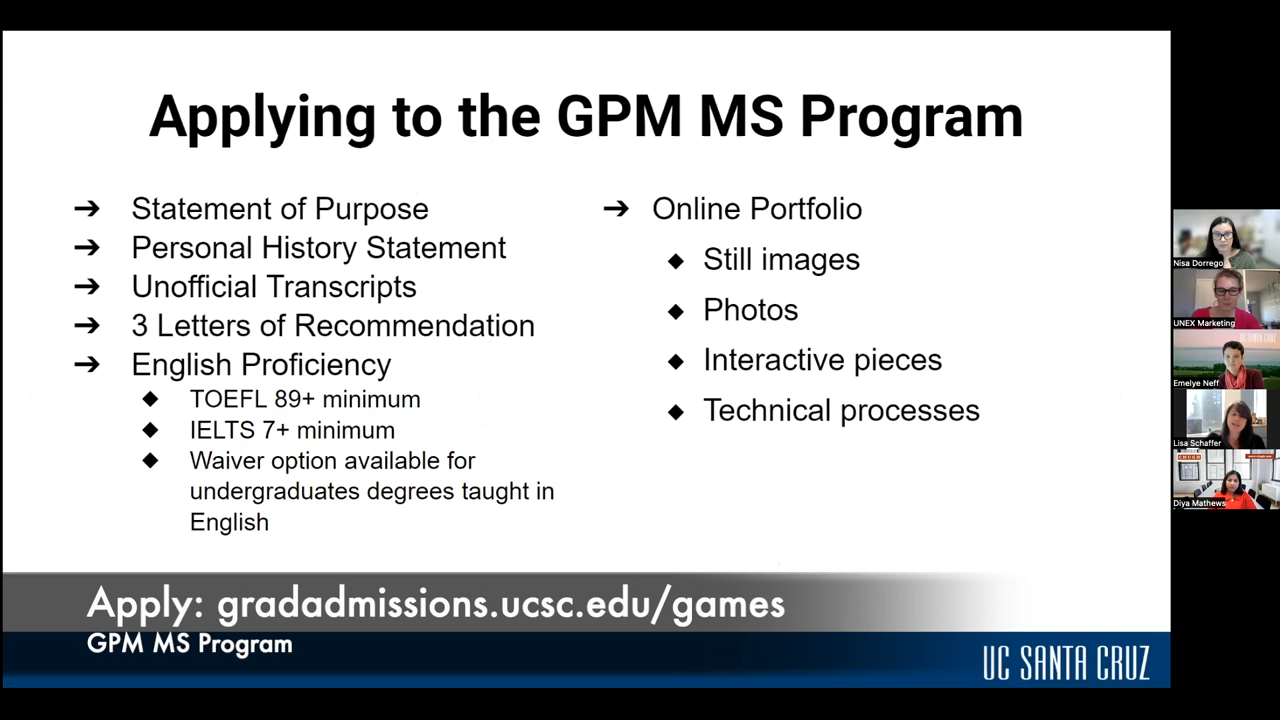 Applying to the GPM MS Program
➔ Statement of Purpose
➔ Personal History Statement
➔ Unofficial Transcripts
➔ 3 Letters of Recommendation
➔ English Proficiency
◆ TOEFL 89+ minimum
◆ IELTS 7+ minimum
◆ Waiver option available for
undergraduates degrees taught in
English
➔ Online Portfolio
◆ Still images
◆ Photos
◆ Interactive pieces
◆ Technical processes
Apply: gradadmissions.ucsc.edu/games
GPM MS Program
UC SANTA CRUZ
Nisa Dorrego
UNEX Marketing
UC SANTA CRUZ
Emelye Neff
Lisa Schaffer
Diya Mathews